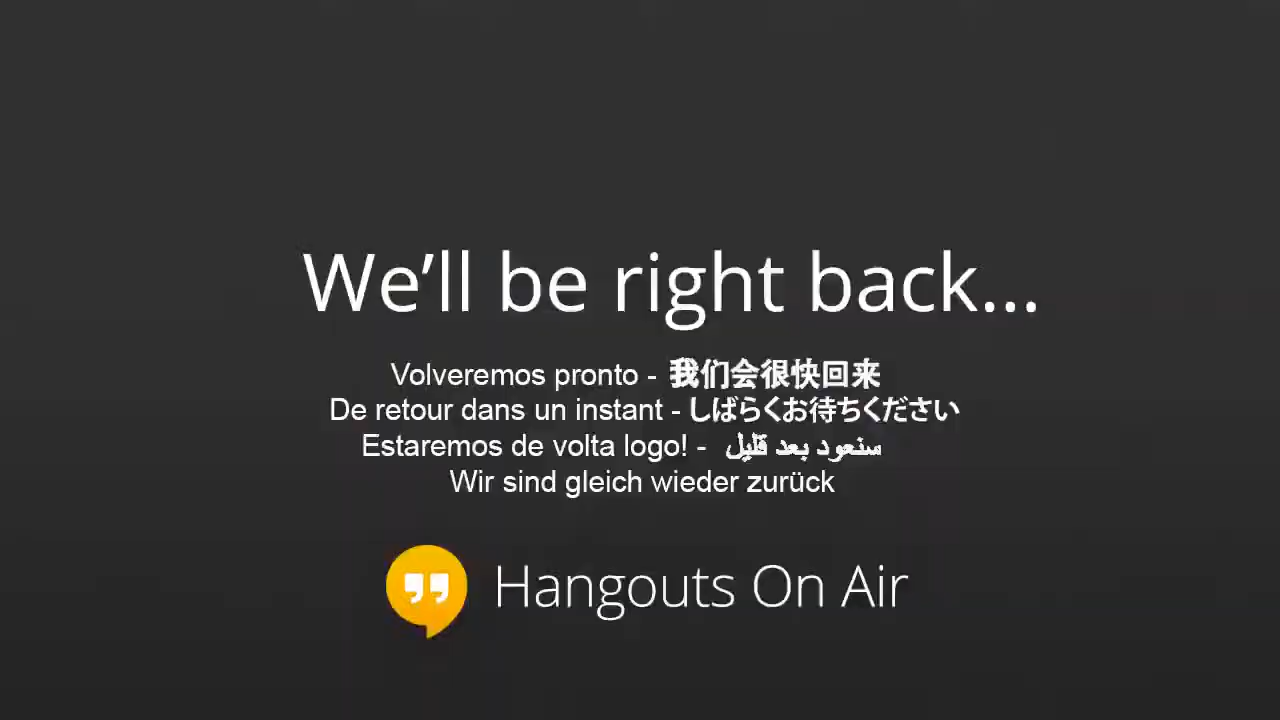 We’ll be right back...
Volveremos pronto - 我们会很快回来
De retour dans un instant - しばらくお待ちください
Estaremos de volta logo! - سنعود بعد قليل
Wir sind gleich wieder zurück
Hangouts On Air